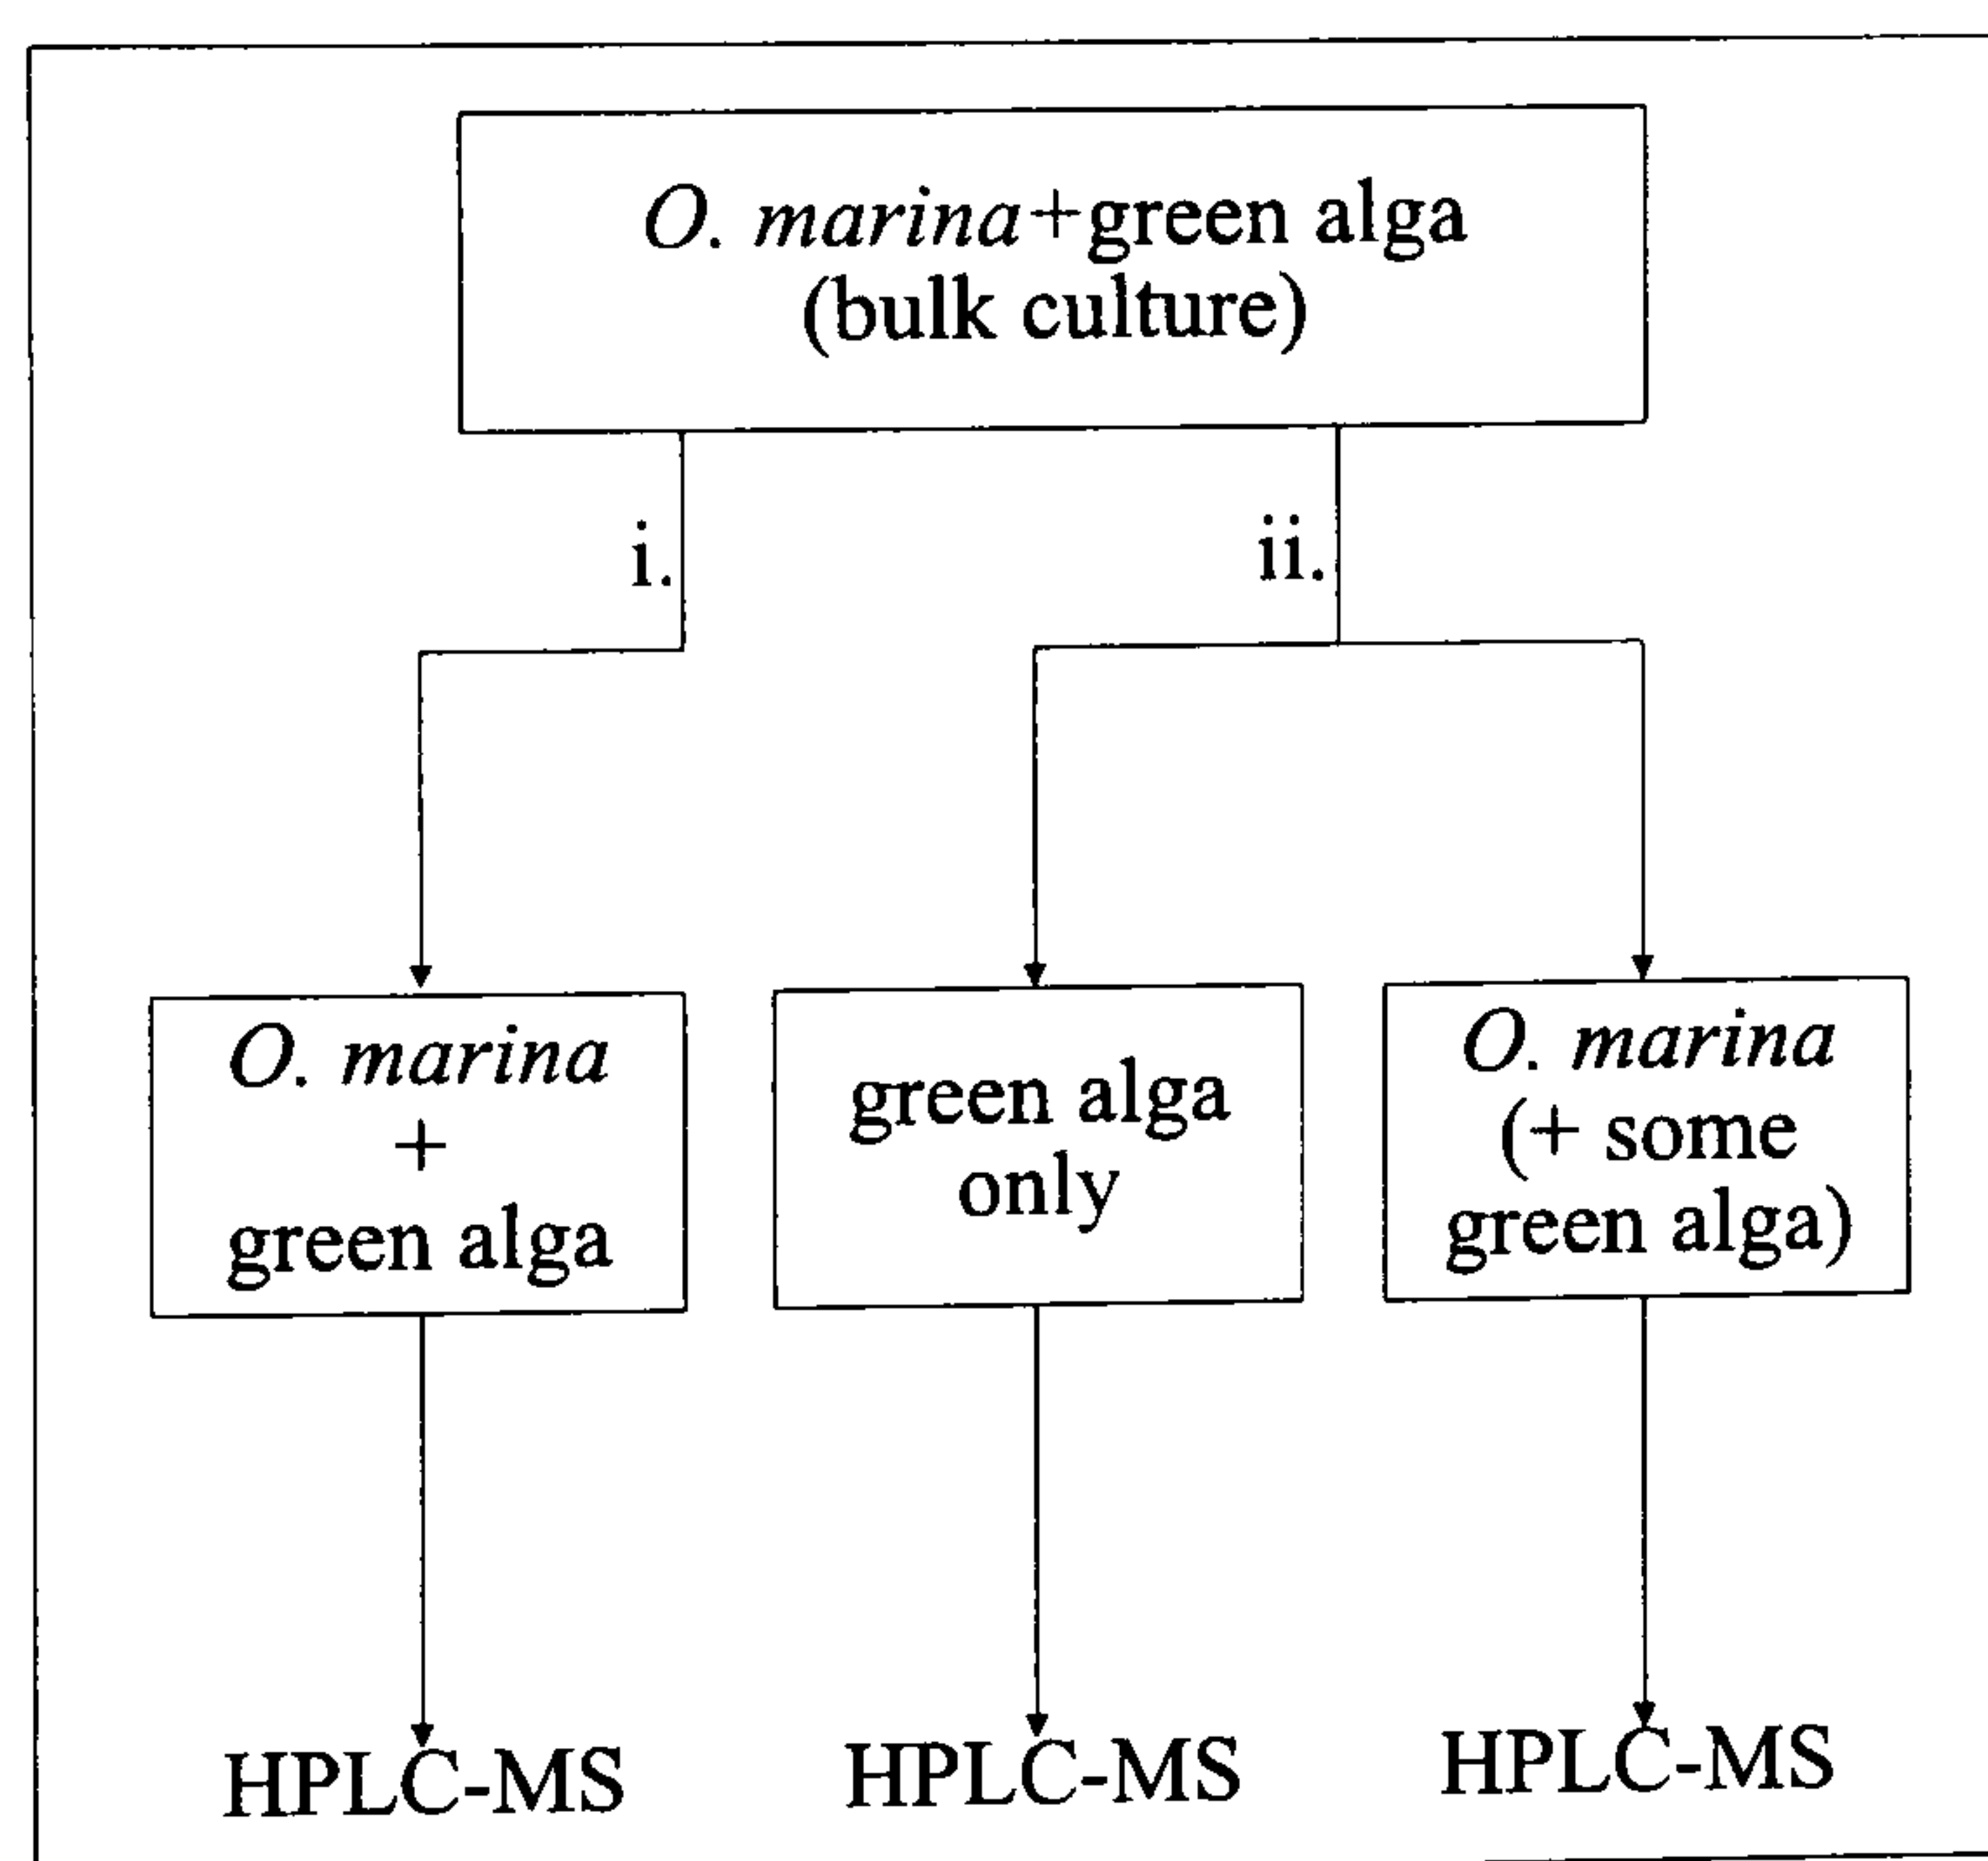 O. marina+green alga
(bulk culture)
i.
ii.
O. marina
+
green alga
green alga
only
O. marina
(+ some
green alga)
HPLC-MS
HPLC-MS
HPLC-MS